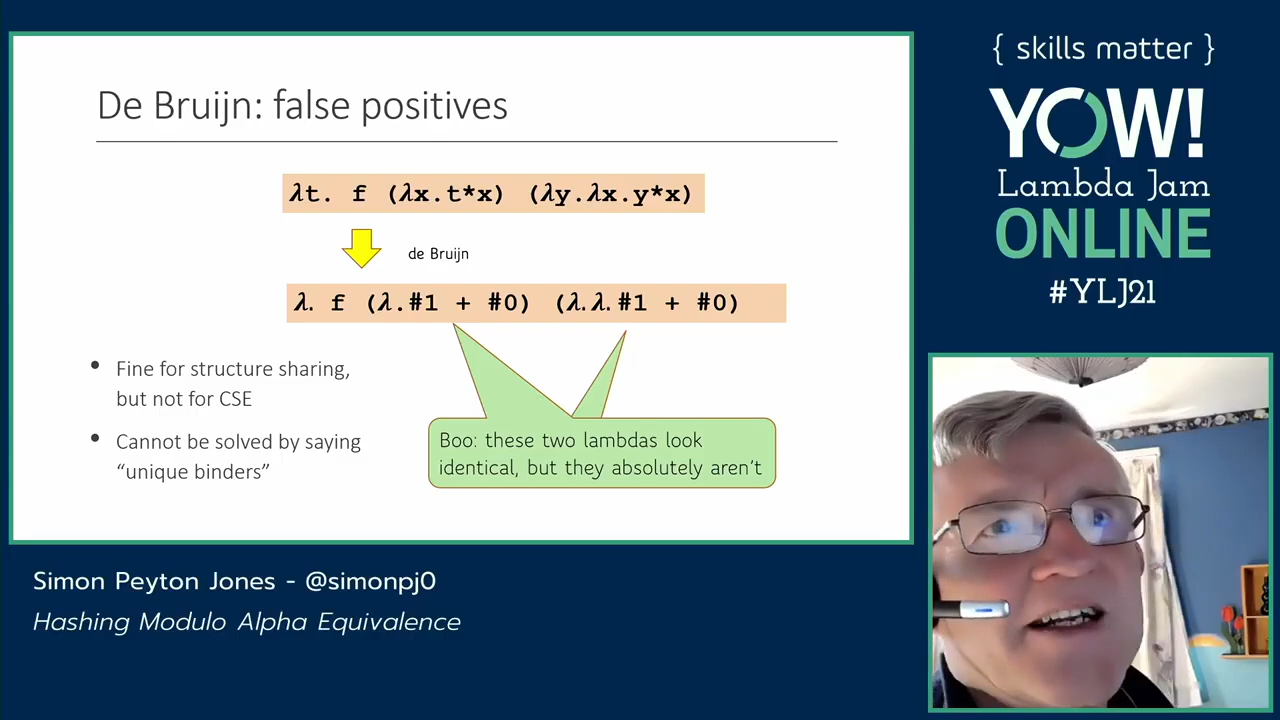 De Bruijn: false positives
λt. f (λx.t*x) (λy.λx.y*x)
de Bruijn
λ. f (λ.#1 + #0) (λ.λ.#1 + #0)
• Fine for structure sharing,
but not for CSE
• Cannot be solved by saying
“unique binders”
Boo: these two lambdas look
identical, but they absolutely aren’t
{ skills matter }
YOW!
Lambda Jam
ONLINE
#YLJ21
Simon Peyton Jones - @simonpj0
Hashing Modulo Alpha Equivalence